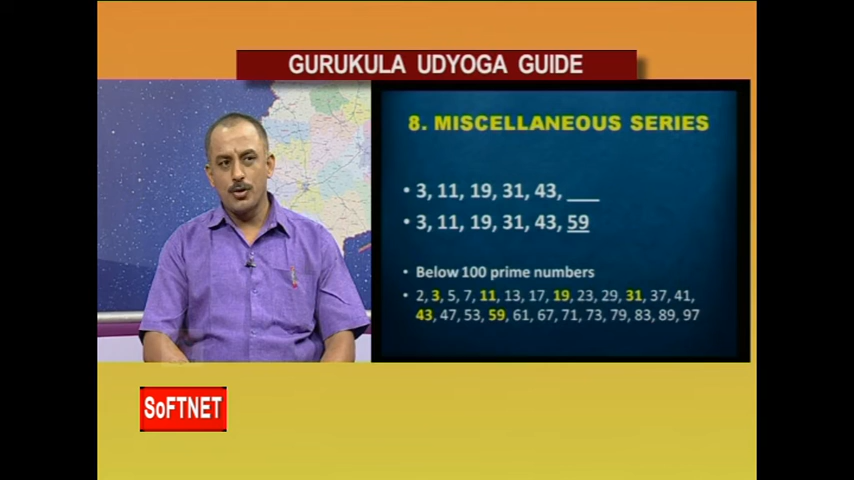 GURUKULA UDYOGA GUIDE
8. MISCELLANEOUS SERIES
• 3, 11, 19, 31, 43, ___
• 3, 11, 19, 31, 43, 59
• Below 100 prime numbers
• 2, 3, 5, 7, 11, 13, 17, 19, 23, 29, 31, 37, 41,
43, 47, 53, 59, 61, 67, 71, 73, 79, 83, 89, 97
SoFTNET